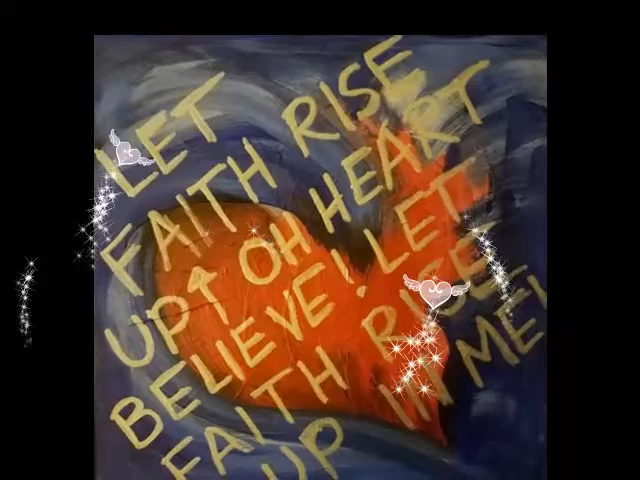 LET
FAITH RISE
UP↑ OH HEART
BELIEVE! LET
FAITH RISE
UP IN ME!